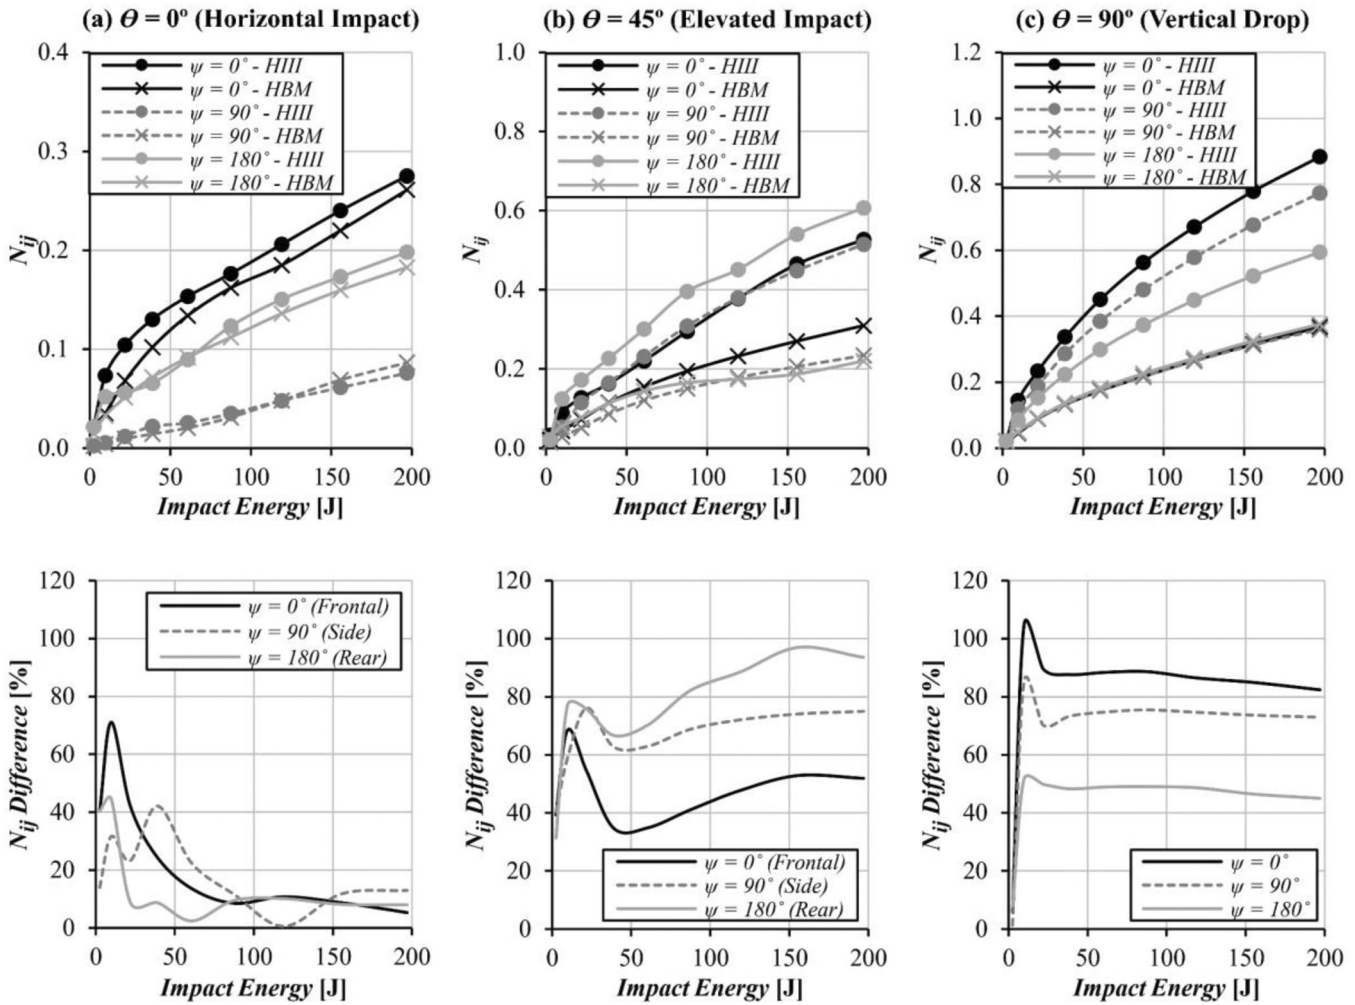 (a) Ɵ = 0º (Horizontal Impact)
0.4
0.3
0.2
0.1
0.0
N_ij
ψ = 0˚ - HIII
ψ = 0˚ - HBM
ψ = 90˚ - HIII
ψ = 90˚ - HBM
ψ = 180˚ - HIII
ψ = 180˚ - HBM
0 50 100 150 200
Impact Energy [J]
(b) Ɵ = 45º (Elevated Impact)
1.0
0.8
0.6
0.4
0.2
0.0
N_ij
ψ = 0˚ - HIII
ψ = 0˚ - HBM
ψ = 90˚ - HIII
ψ = 90˚ - HBM
ψ = 180˚ - HIII
ψ = 180˚ - HBM
0 50 100 150 200
Impact Energy [J]
(c) Ɵ = 90º (Vertical Drop)
1.2
1.0
0.8
0.6
0.4
0.2
0.0
N_ij
ψ = 0˚ - HIII
ψ = 0˚ - HBM
ψ = 90˚ - HIII
ψ = 90˚ - HBM
ψ = 180˚ - HIII
ψ = 180˚ - HBM
0 50 100 150 200
Impact Energy [J]
120
100
80
60
40
20
0
N_ij Difference [%]
ψ = 0˚ (Frontal)
ψ = 90˚ (Side)
ψ = 180˚ (Rear)
0 50 100 150 200
Impact Energy [J]
120
100
80
60
40
20
0
N_ij Difference [%]
ψ = 0˚ (Frontal)
ψ = 90˚ (Side)
ψ = 180˚ (Rear)
0 50 100 150 200
Impact Energy [J]
120
100
80
60
40
20
0
N_ij Difference [%]
ψ = 0˚
ψ = 90˚
ψ = 180˚
0 50 100 150 200
Impact Energy [J]